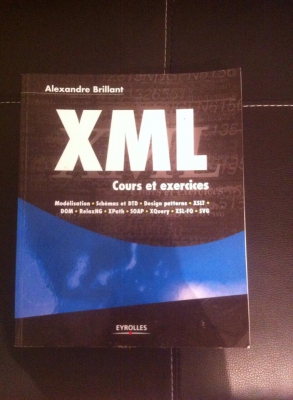 Alexandre Brillant
XML
Cours et exercices
Modélisation • Schémas et DTD • Design patterns • XSLT •
DOM • RelaxNG • XPath • SOAP • XQuery • XSL-FO • SVG
EYROLLES